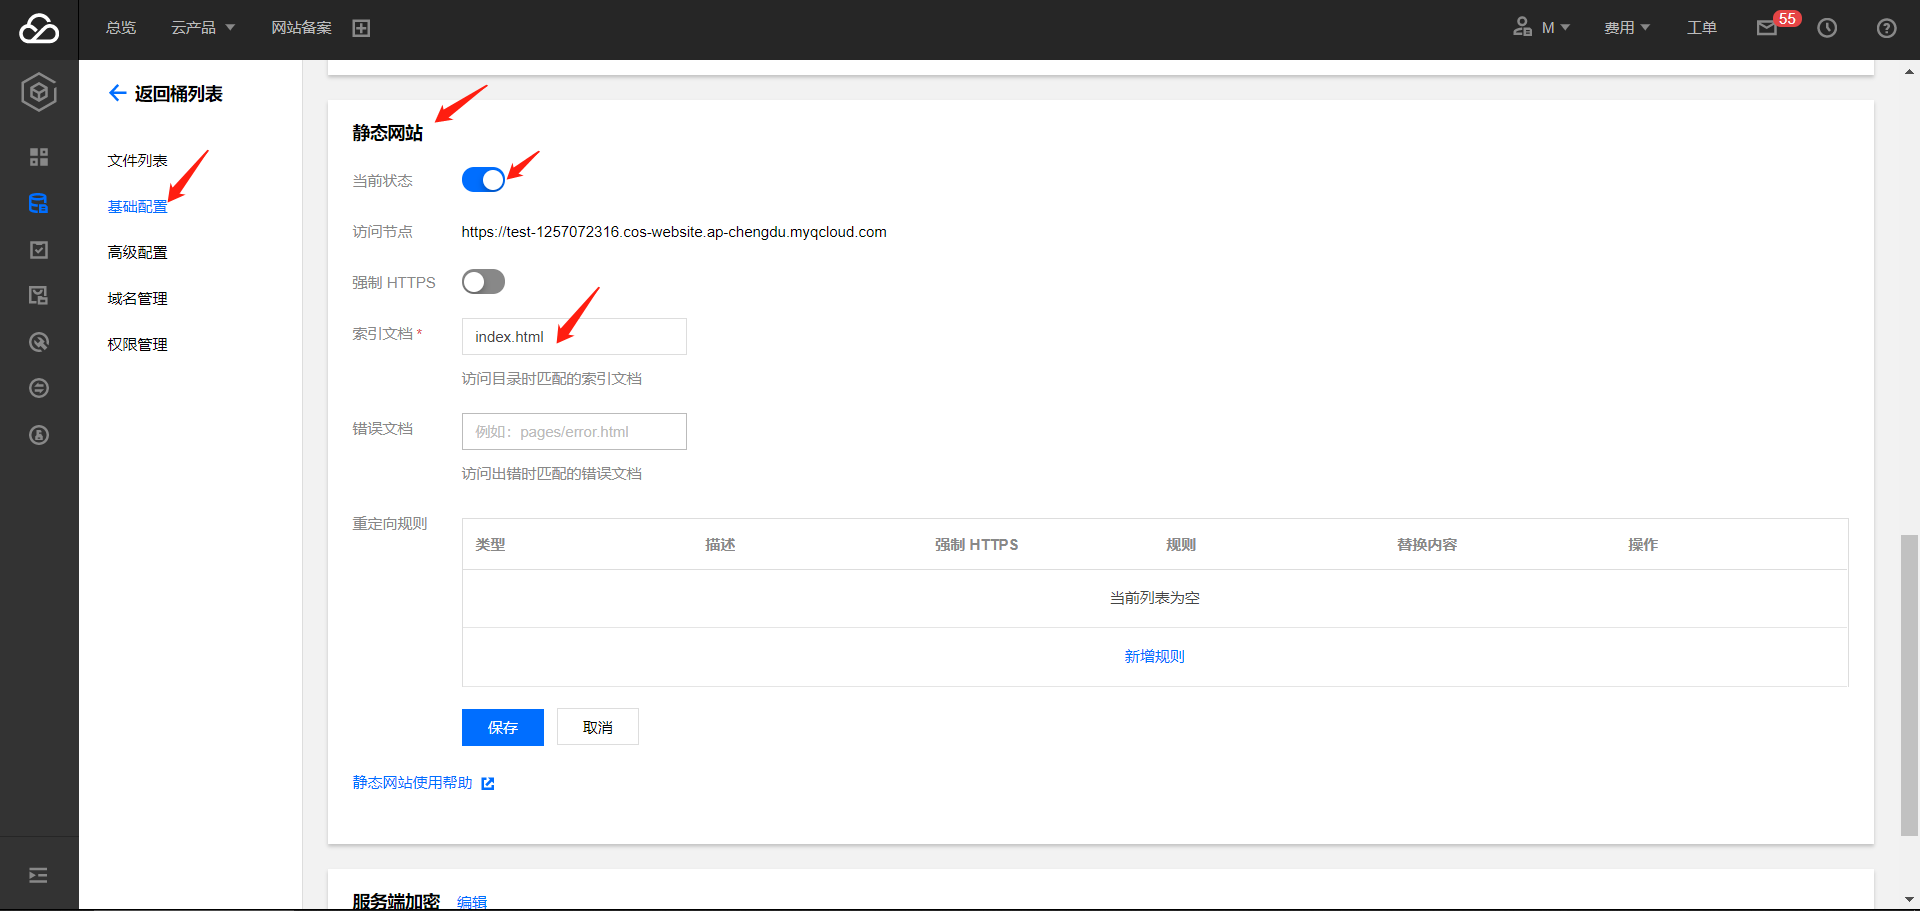 总览 云产品 网站备案 M 费用 工单 55
返回桶列表
文件列表
基础配置
高级配置
域名管理
权限管理
静态网站
当前状态
访问节点 https://test-1257072316.cos-website.ap-chengdu.myqcloud.com
强制 HTTPS
索引文档 * index.html
访问目录时匹配的索引文档
错误文档 例如：pages/error.html
访问出错时匹配的错误文档
重定向规则
类型 描述 强制 HTTPS 规则 替换内容 操作
当前列表为空
新增规则
保存 取消
静态网站使用帮助
服务端加密 编辑